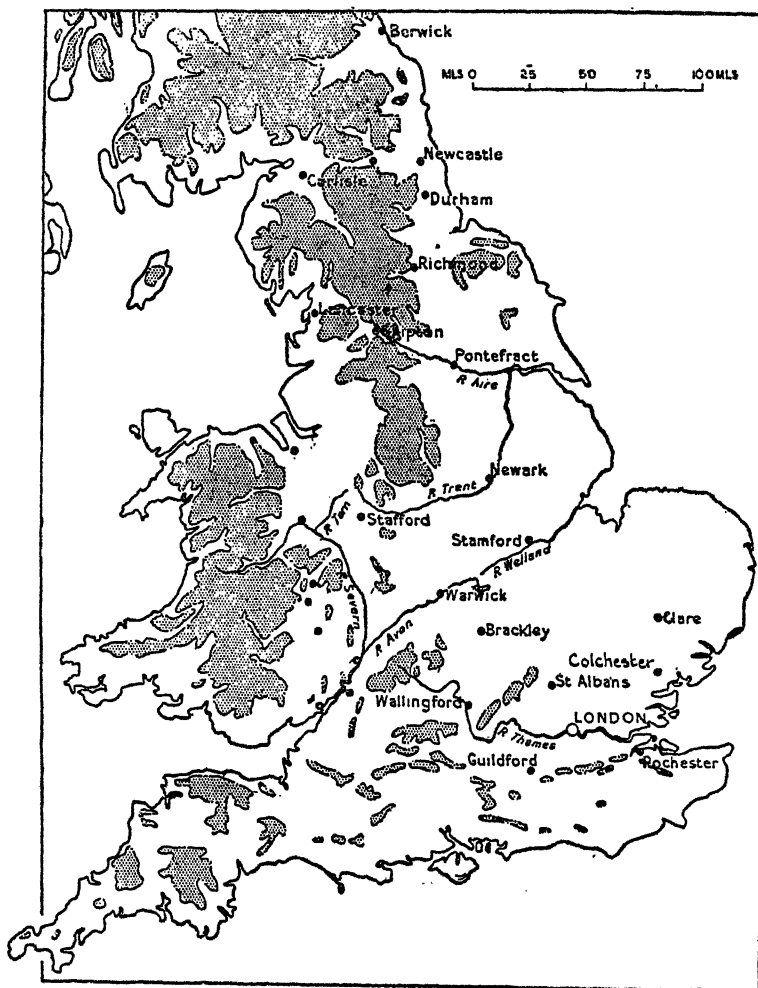 Berwick
MLS 0 25 50 75 100 MLS
Newcastle
Carlisle
Durham
Richmond
Lancaster
Skipton
Pontefract
R Aire
Newark
R Trent
R Tern
Stafford
Stamford
R Welland
Warwick
R Severn
Clare
R Avon
Brackley
Colchester
St Albans
Wallingford
LONDON
R Thames
Guildford
Rochester